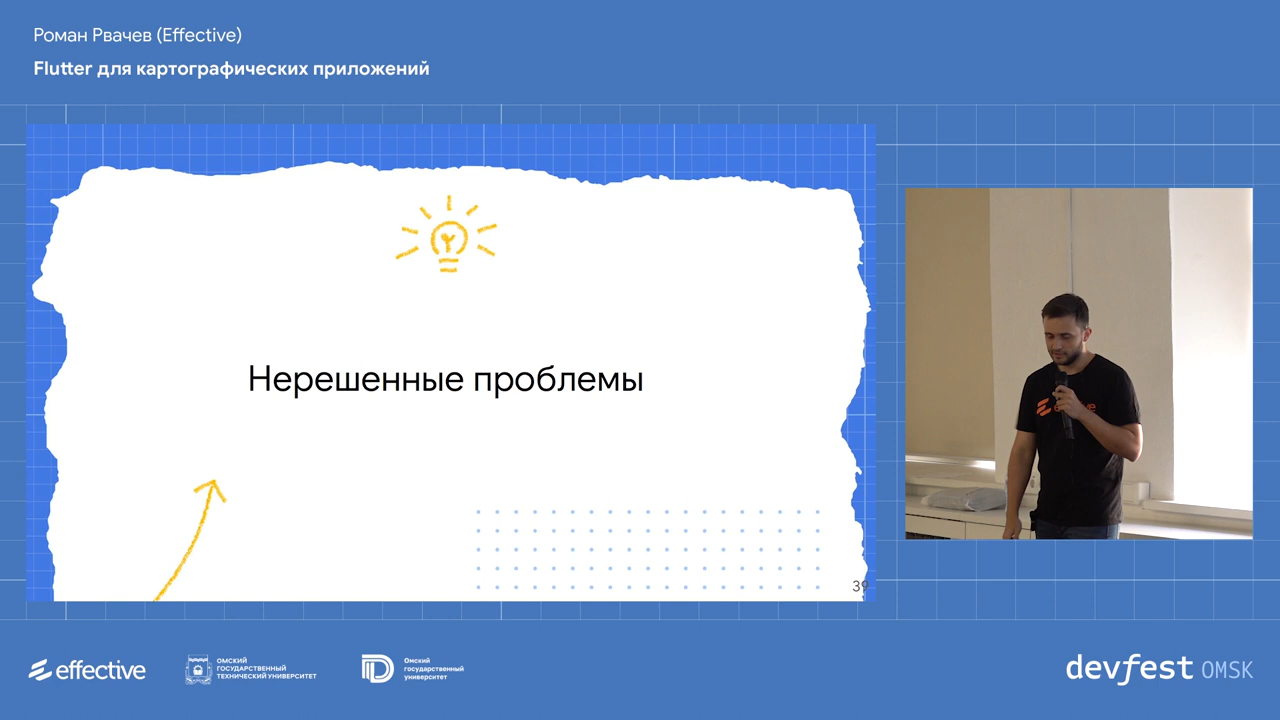 Роман Рвачев (Effective)
Flutter для картографических приложений
Нерешенные проблемы
39
effective
ОМСКИЙ
ГОСУДАРСТВЕННЫЙ
ТЕХНИЧЕСКИЙ УНИВЕРСИТЕТ
Омский
государственный
университет
devfest OMSK